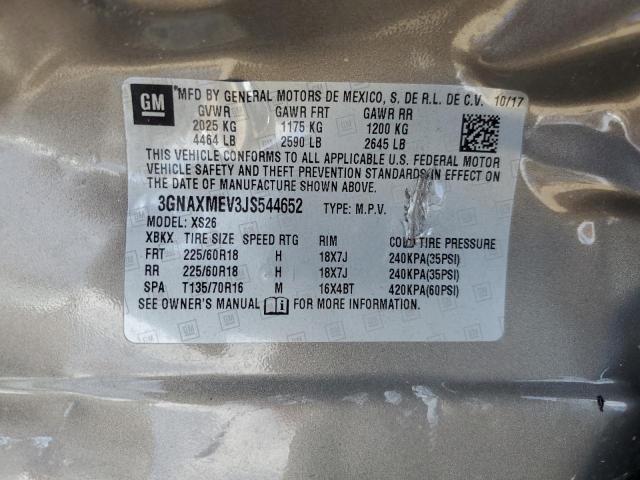 GM
*MFD BY GENERAL MOTORS DE MEXICO, S. DE R.L. DE C.V. 10/17
GVWR GAWR FRT GAWR RR
2025 KG 1175 KG 1200 KG
4464 LB 2590 LB 2645 LB
THIS VEHICLE CONFORMS TO ALL APPLICABLE U.S. FEDERAL MOTOR
VEHICLE SAFETY AND THEFT PREVENTION STANDARDS IN EFFECT ON
DATE OF MANUFACTURE SHOWN ABOVE.
3GNAXMEV3JS544652 TYPE: M.P.V.
MODEL: XS26
XBKX TIRE SIZE SPEED RTG RIM COLD TIRE PRESSURE
FRT 225/60R18 H 18X7J 240KPA(35PSI)
RR 225/60R18 H 18X7J 240KPA(35PSI)
SPA T135/70R16 M 16X4BT 420KPA(60PSI)
SEE OWNER'S MANUAL FOR MORE INFORMATION.